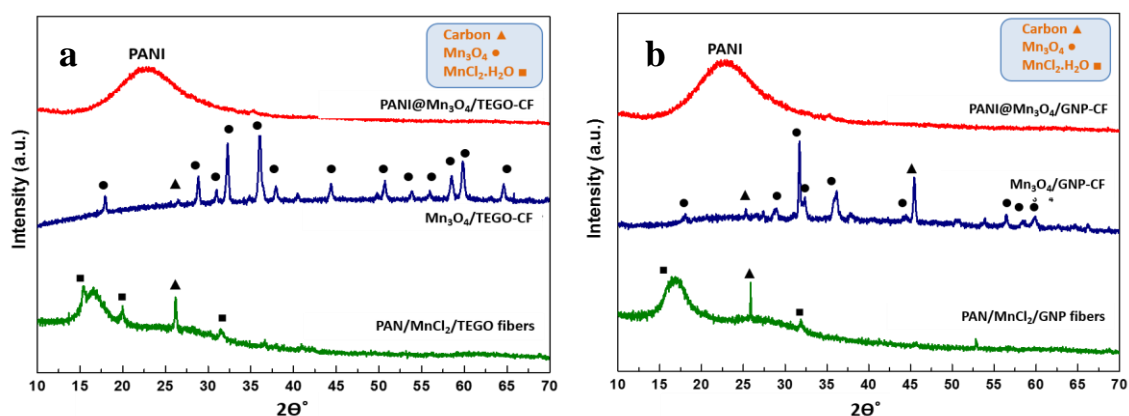 a
Carbon ▲
Mn₃O₄ ●
MnCl₂.H₂O ■
PANI
PANI@Mn₃O₄/TEGO-CF
Mn₃O₄/TEGO-CF
PAN/MnCl₂/TEGO fibers
Intensity (a.u.)
10 15 20 25 30 35 40 45 50 55 60 65 70
2ϴ°
b
Carbon ▲
Mn₃O₄ ●
MnCl₂.H₂O ■
PANI
PANI@Mn₃O₄/GNP-CF
Mn₃O₄/GNP-CF
PAN/MnCl₂/GNP fibers
Intensity (a.u.)
10 15 20 25 30 35 40 45 50 55 60 65 70
2ϴ°